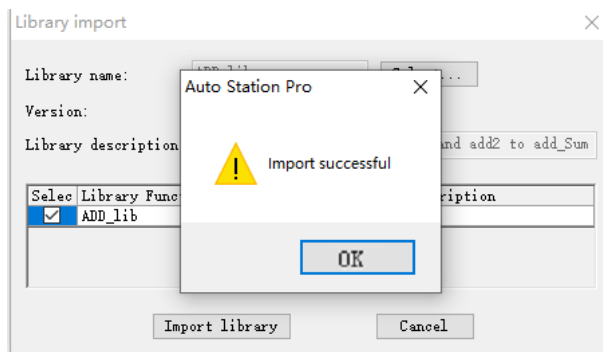 Library import
Library name:
Auto Station Pro
Version:
Library description
and add2 to add_Sum
Import successful
Selec Library Func
ription
ADD_lib
OK
Import library Cancel